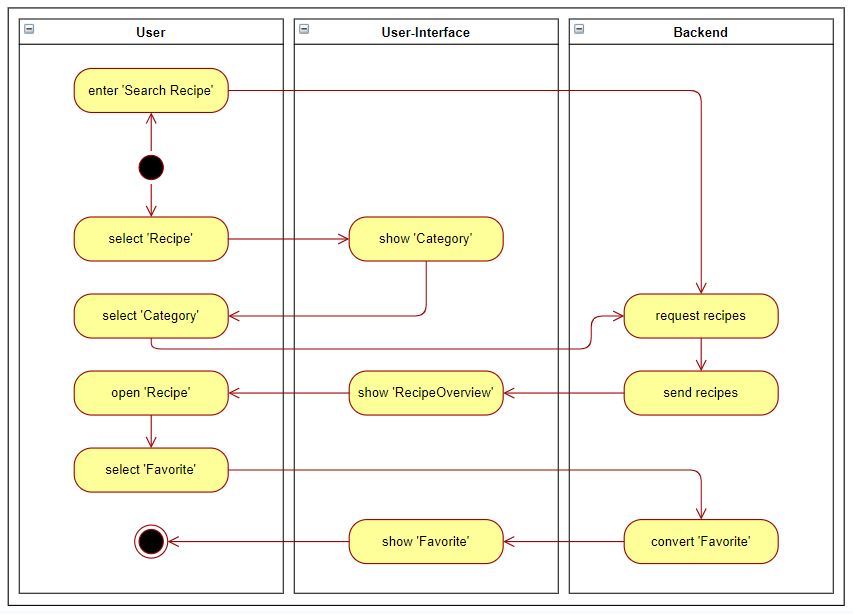 User
User-Interface
Backend
enter 'Search Recipe'
select 'Recipe'
show 'Category'
select 'Category'
request recipes
open 'Recipe'
show 'RecipeOverview'
send recipes
select 'Favorite'
show 'Favorite'
convert 'Favorite'